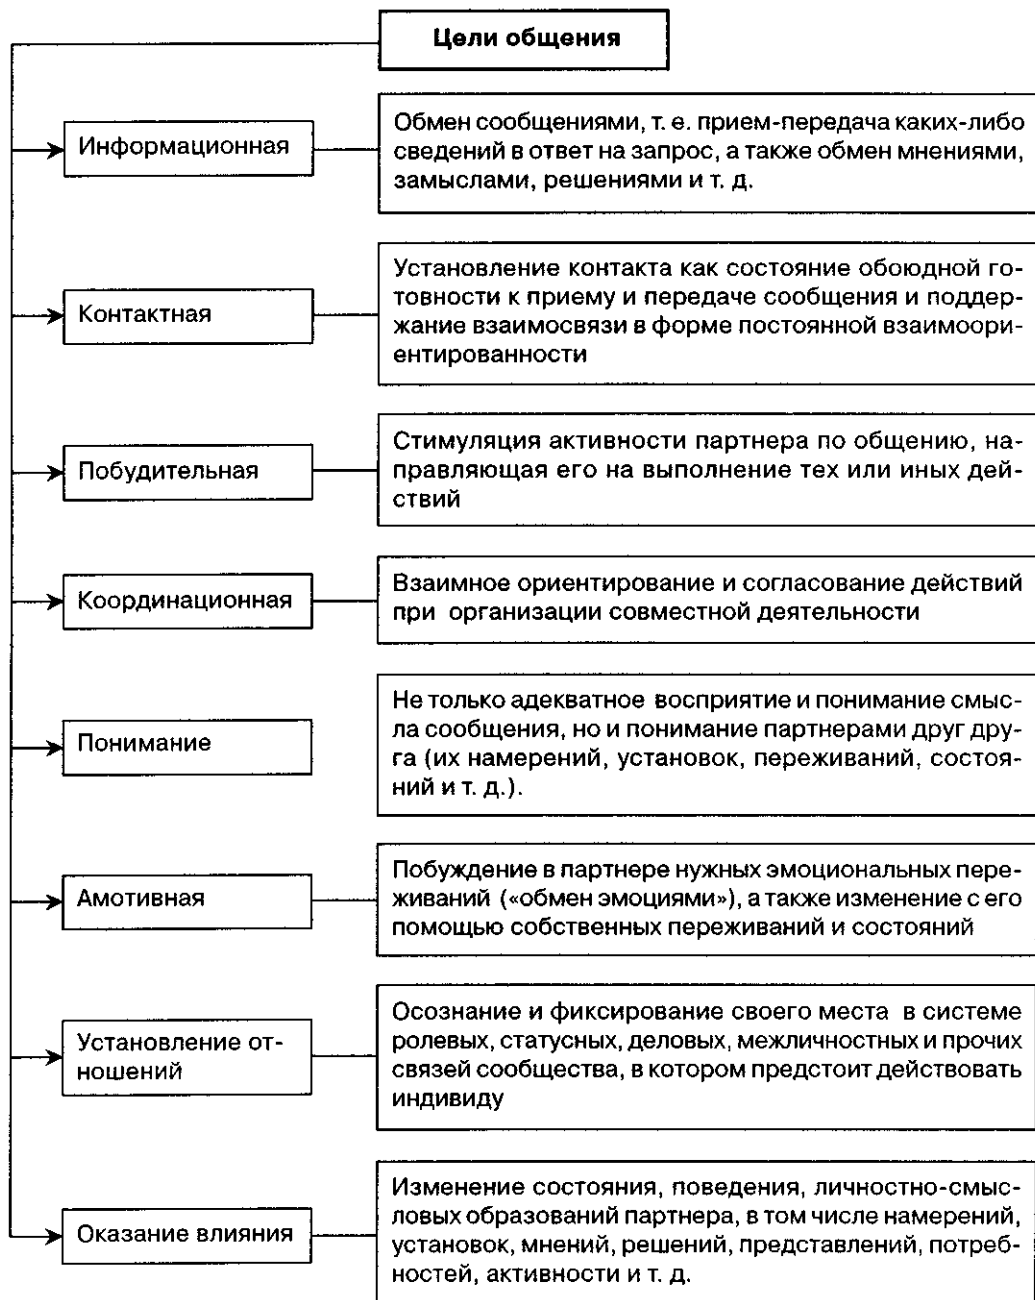 Цели общения
Информационная
Обмен сообщениями, т. е. прием-передача каких-либо
сведений в ответ на запрос, а также обмен мнениями,
замыслами, решениями и т. д.
Контактная
Установление контакта как состояние обоюдной го-
товности к приему и передаче сообщения и поддер-
жание взаимосвязи в форме постоянной взаимоори-
ентированности
Побудительная
Стимуляция активности партнера по общению, на-
правляющая его на выполнение тех или иных дей-
ствий
Координационная
Взаимное ориентирование и согласование действий
при организации совместной деятельности
Понимание
Не только адекватное восприятие и понимание смыс-
ла сообщения, но и понимание партнерами друг дру-
га (их намерений, установок, переживаний, состоя-
ний и т. д.).
Амотивная
Побуждение в партнере нужных эмоциональных пере-
живаний («обмен эмоциями»), а также изменение с его
помощью собственных переживаний и состояний
Установление от-
ношений
Осознание и фиксирование своего места в системе
ролевых, статусных, деловых, межличностных и прочих
связей сообщества, в котором предстоит действовать
индивиду
Оказание влияния
Изменение состояния, поведения, личностно-смыс-
ловых образований партнера, в том числе намерений,
установок, мнений, решений, представлений, потреб-
ностей, активности и т. д.